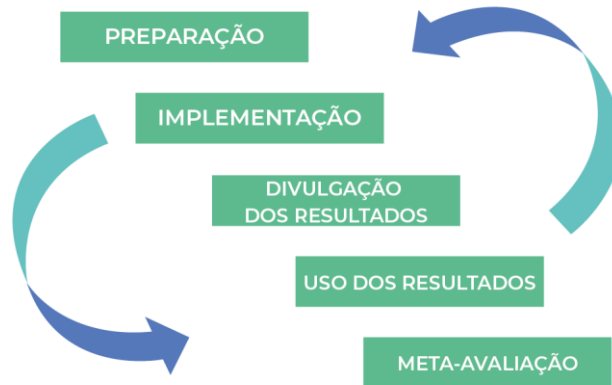 PREPARAÇÃO
IMPLEMENTAÇÃO
DIVULGAÇÃO
DOS RESULTADOS
USO DOS RESULTADOS
META-AVALIAÇÃO